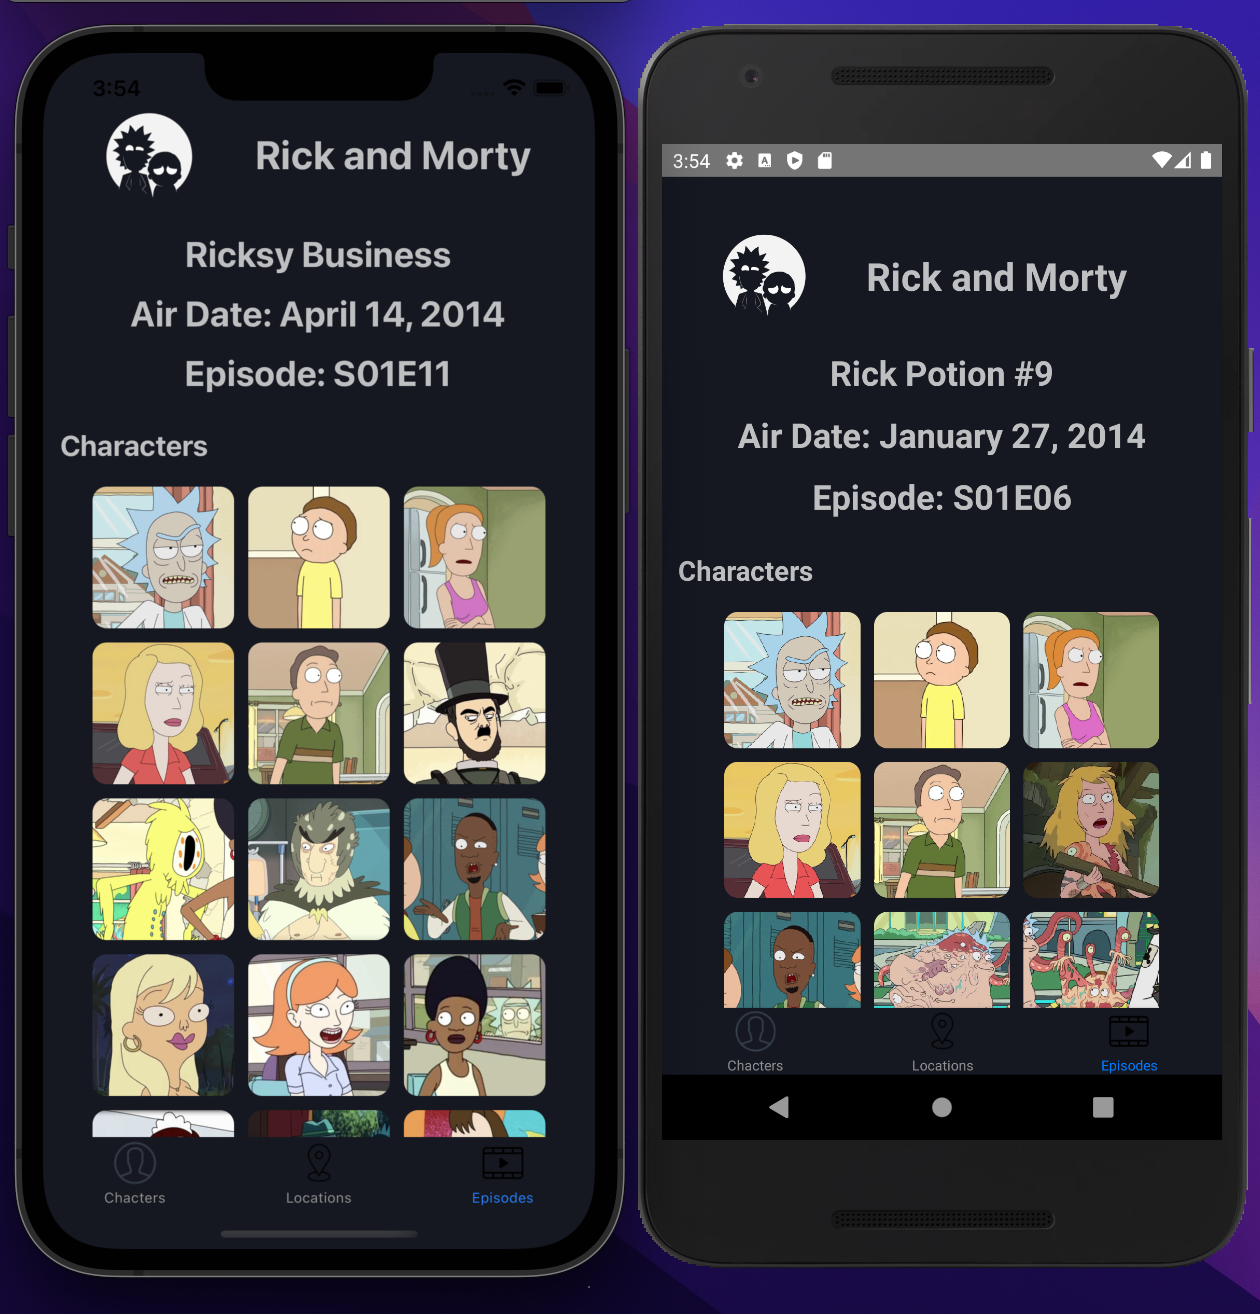 3:54
Rick and Morty
Ricksy Business
Air Date: April 14, 2014
Episode: S01E11
Characters
Chacters
Locations
Episodes
3:54
A
Rick and Morty
Rick Potion #9
Air Date: January 27, 2014
Episode: S01E06
Characters
Chacters
Locations
Episodes